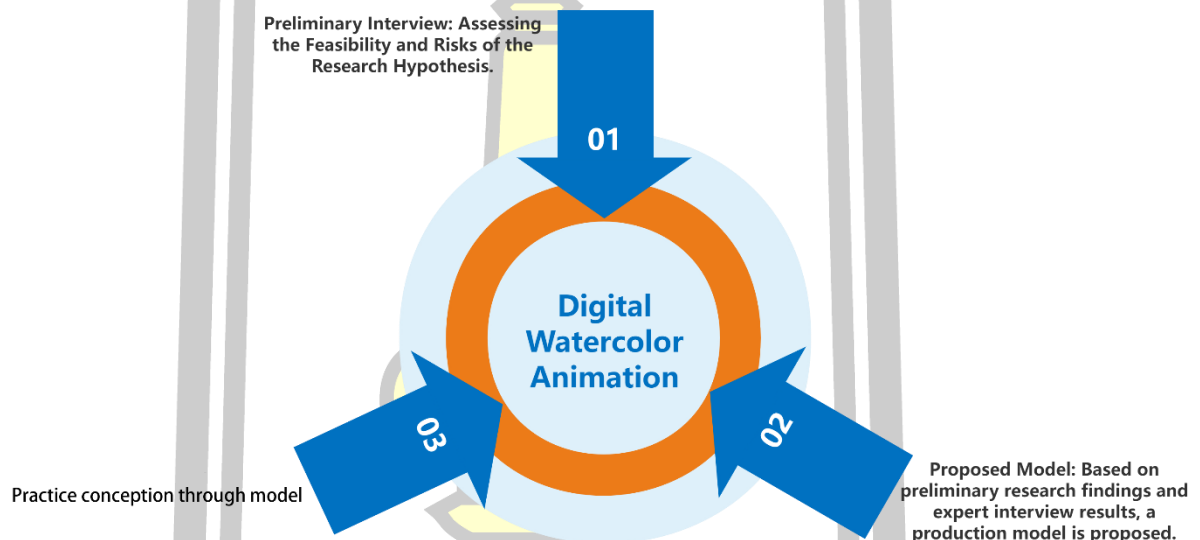 Preliminary Interview: Assessing
the Feasibility and Risks of the
Research Hypothesis.
01
Digital
Watercolor
Animation
03
02
Practice conception through model
Proposed Model: Based on
preliminary research findings and
expert interview results, a
production model is proposed.